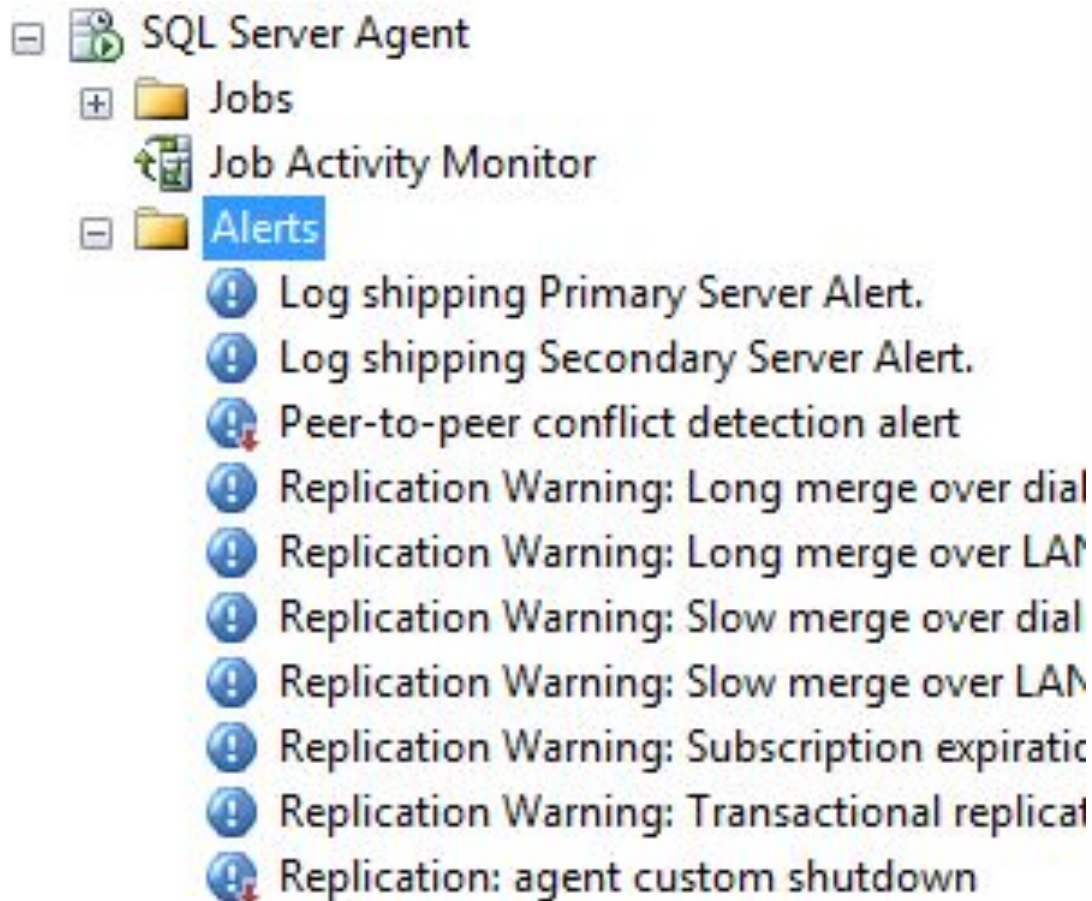 SQL Server Agent
Jobs
Job Activity Monitor
Alerts
Log shipping Primary Server Alert.
Log shipping Secondary Server Alert.
Peer-to-peer conflict detection alert
Replication Warning: Long merge over dial
Replication Warning: Long merge over LAN
Replication Warning: Slow merge over dial
Replication Warning: Slow merge over LAN
Replication Warning: Subscription expiratio
Replication Warning: Transactional replicat
Replication: agent custom shutdown